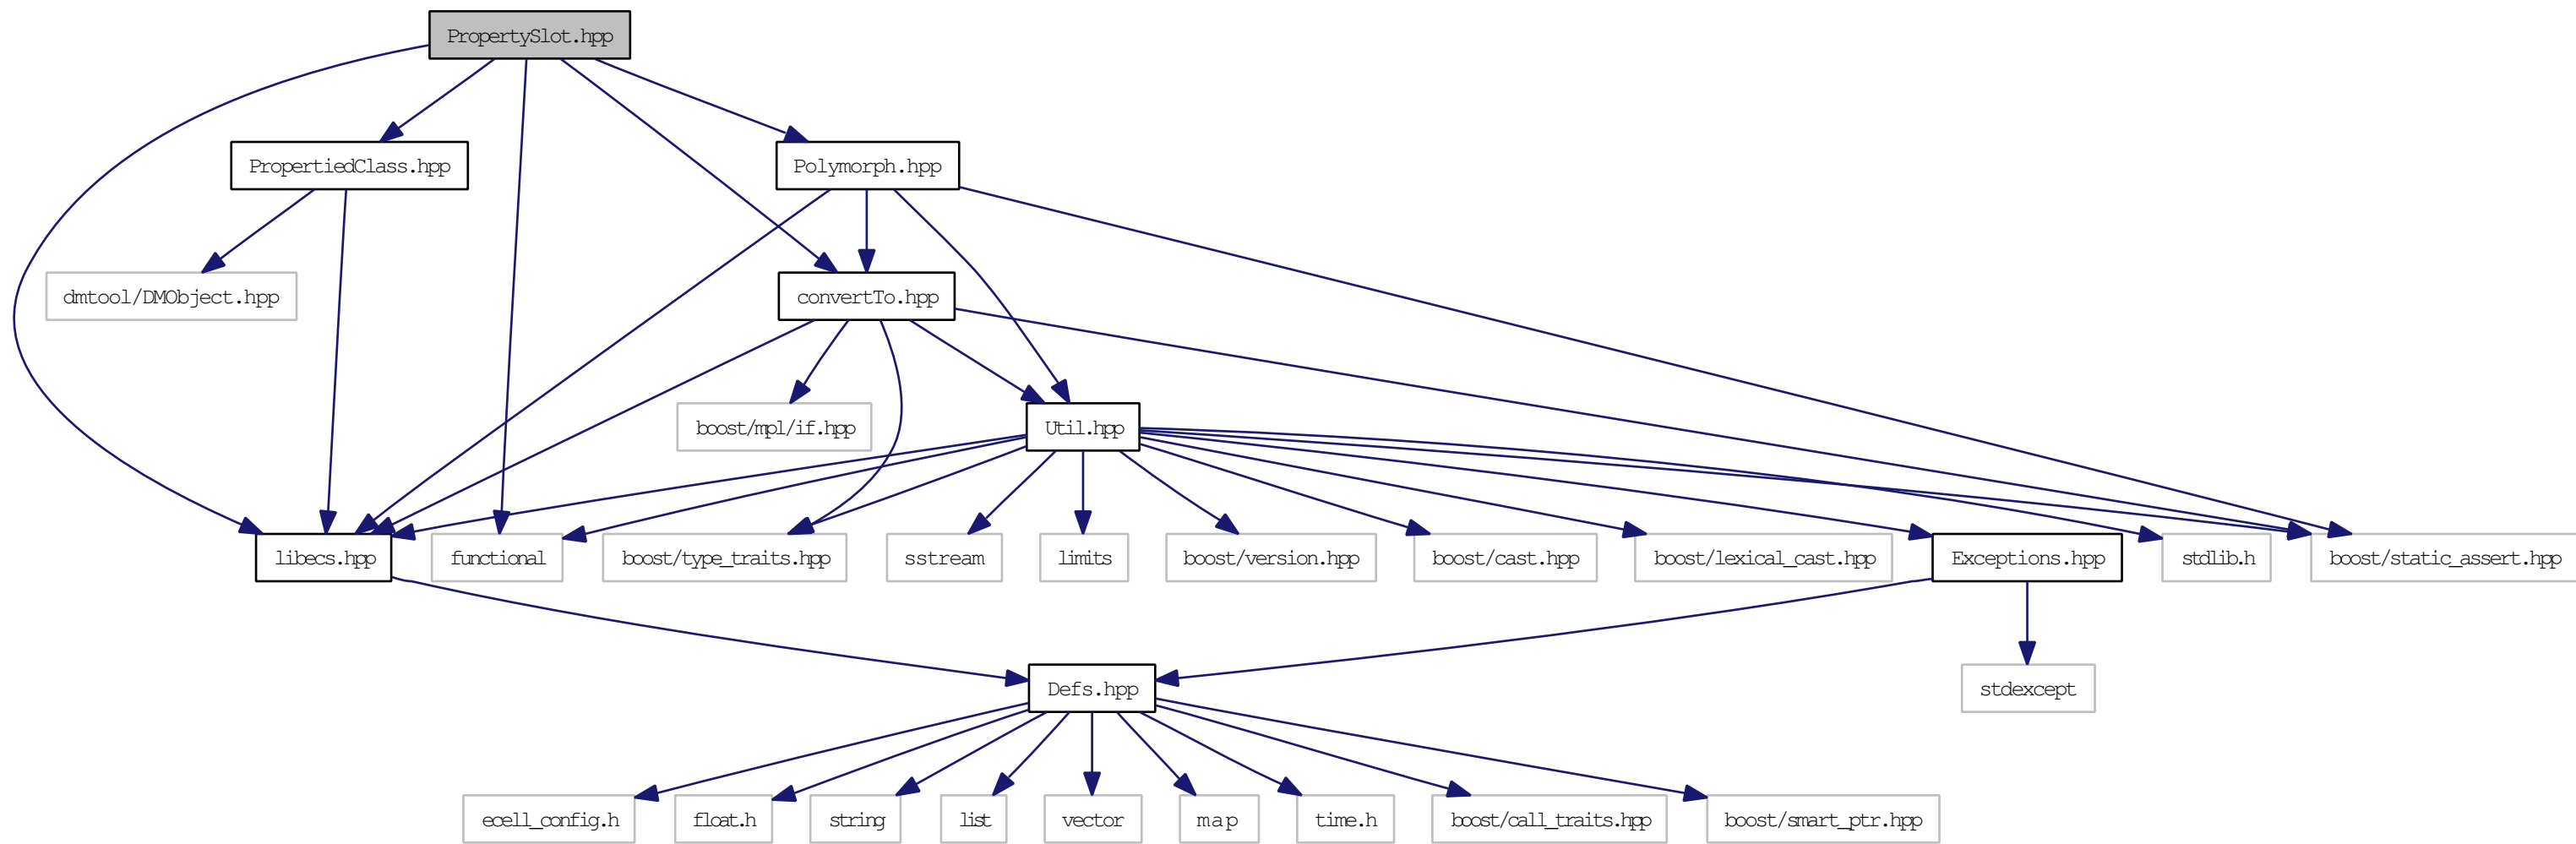 PropertySlot.hpp
PropertiedClass.hpp
Polymorph.hpp
dmtool/DMObject.hpp
convertTo.hpp
boost/mpl/if.hpp
Util.hpp
libecs.hpp
functional
boost/type_traits.hpp
sstream
limits
boost/version.hpp
boost/cast.hpp
boost/lexical_cast.hpp
Exceptions.hpp
stdlib.h
boost/static_assert.hpp
Defs.hpp
stdexcept
ecell_config.h
float.h
string
list
vector
map
time.h
boost/call_traits.hpp
boost/smart_ptr.hpp